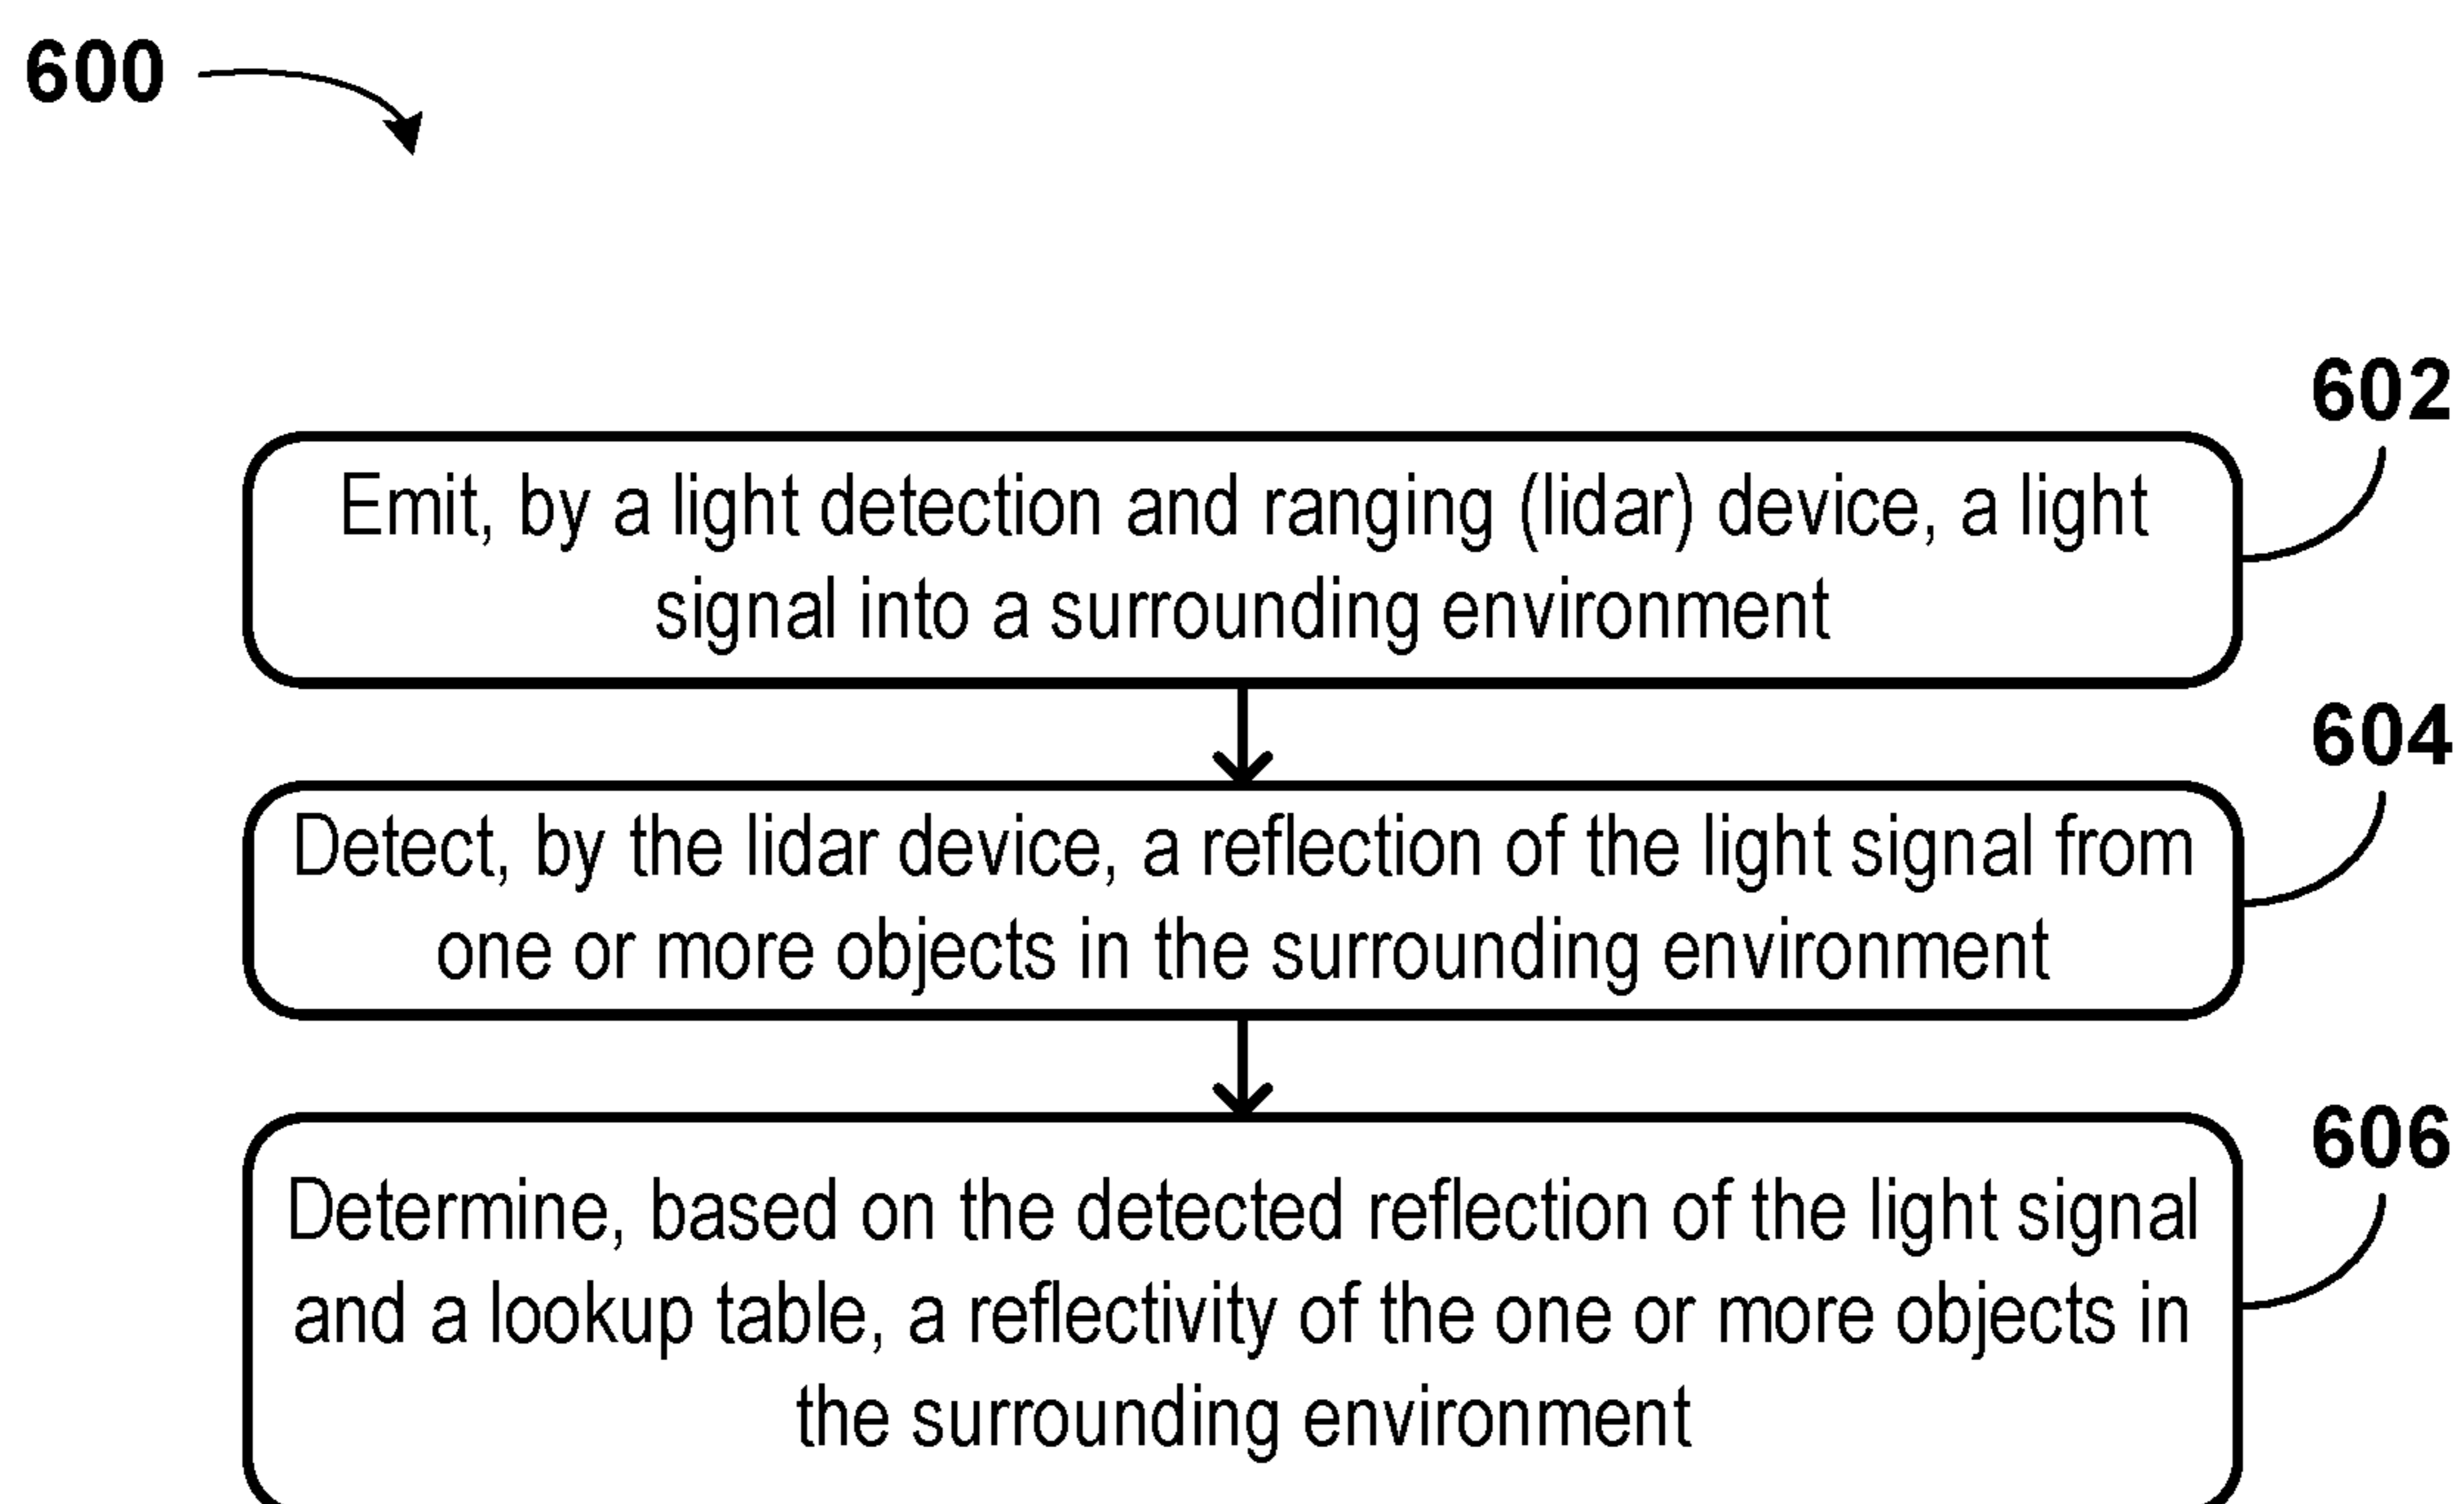 600
602
Emit, by a light detection and ranging (lidar) device, a light
signal into a surrounding environment
604
Detect, by the lidar device, a reflection of the light signal from
one or more objects in the surrounding environment
606
Determine, based on the detected reflection of the light signal
and a lookup table, a reflectivity of the one or more objects in
the surrounding environment